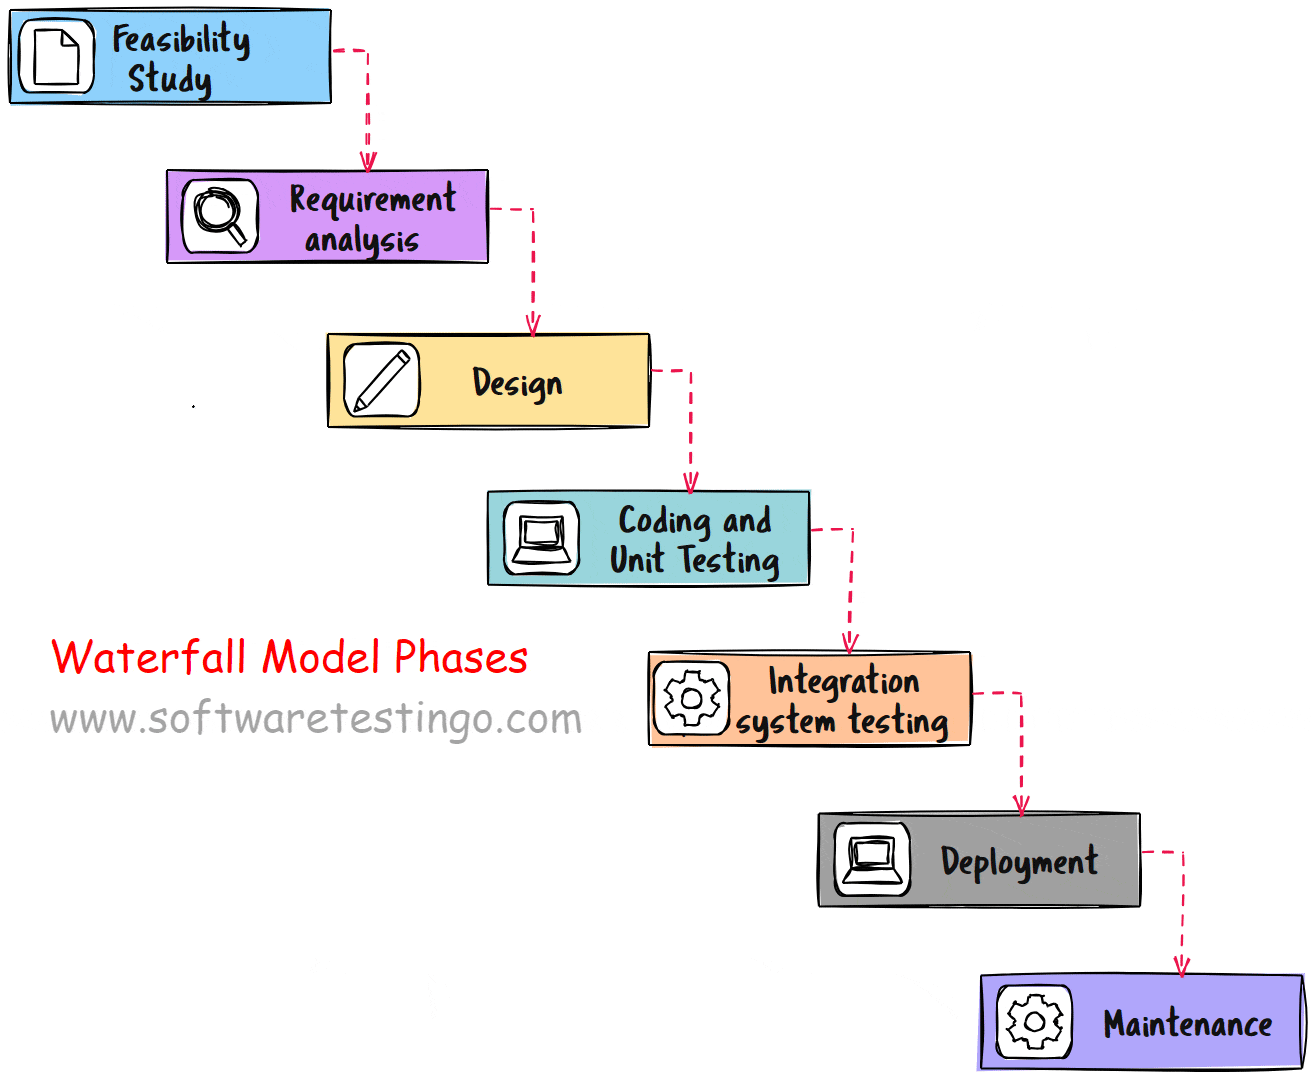 Feasibility
Study
Requirement
analysis
Design
Coding and
Unit Testing
Waterfall Model Phases
www.softwaretestingo.com
Integration
system testing
Deployment
Maintenance